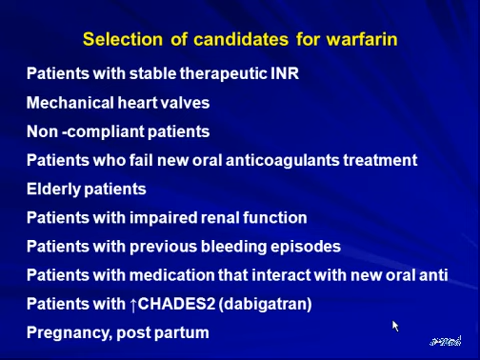 Selection of candidates for warfarin
Patients with stable therapeutic INR
Mechanical heart valves
Non -compliant patients
Patients who fail new oral anticoagulants treatment
Elderly patients
Patients with impaired renal function
Patients with previous bleeding episodes
Patients with medication that interact with new oral anti
Patients with ↑CHADES2 (dabigatran)
Pregnancy, post partum